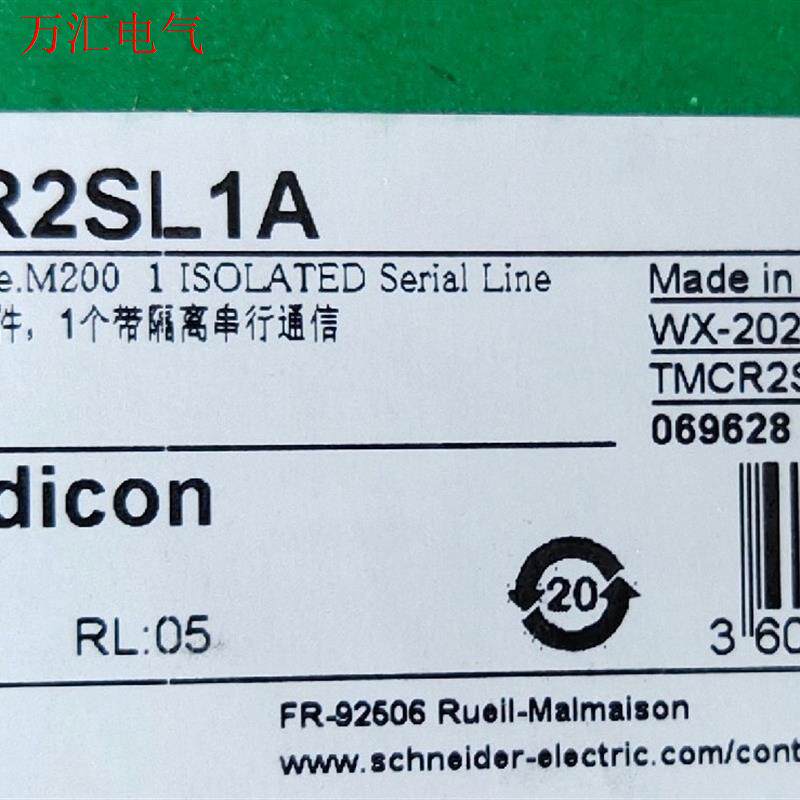 万汇电气
R2SL1A
e.M200 1 ISOLATED Serial Line
件，1个带隔离串行通信
Made in
WX-202
TMCR2S
069628
dicon
20
RL:05
3 60
FR-92506 Rueil-Malmaison
www.schneider-electric.com/cont